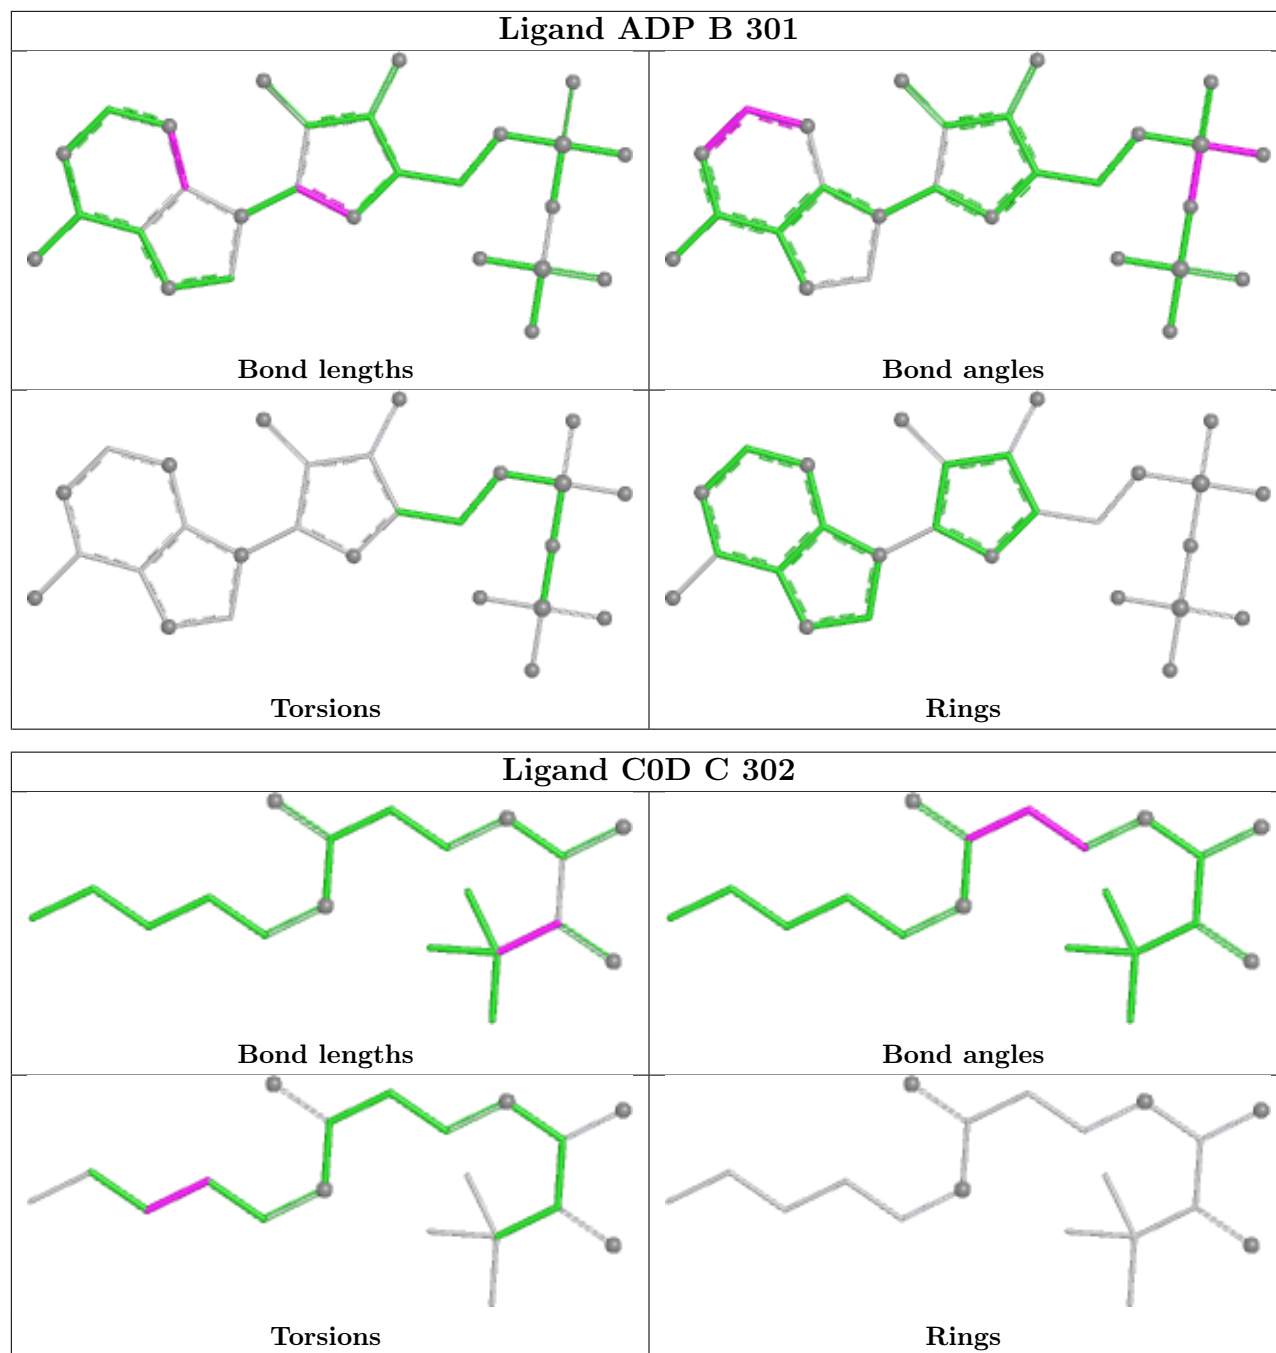 Ligand ADP B 301
Bond lengths
Bond angles
Torsions
Rings
Ligand C0D C 302
Bond lengths
Bond angles
Torsions
Rings